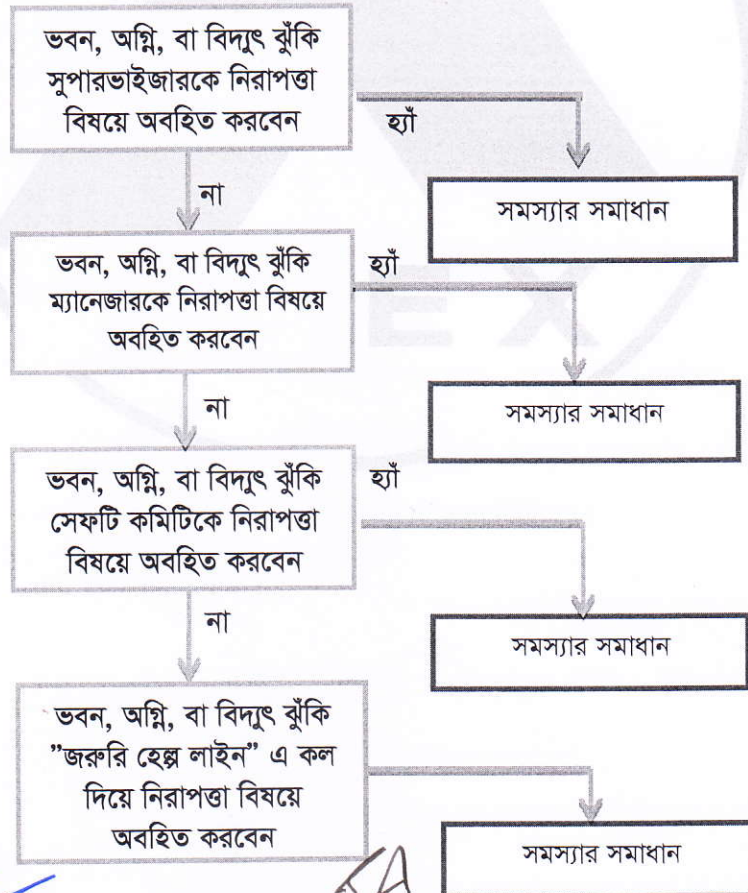 ভবন, অগ্নি, বা বিদ্যুৎ ঝুঁকি
সুপারভাইজারকে নিরাপত্তা
বিষয়ে অবহিত করবেন
হ্যাঁ
না
সমস্যার সমাধান
ভবন, অগ্নি, বা বিদ্যুৎ ঝুঁকি
ম্যানেজারকে নিরাপত্তা বিষয়ে
অবহিত করবেন
হ্যাঁ
না
সমস্যার সমাধান
ভবন, অগ্নি, বা বিদ্যুৎ ঝুঁকি
সেফটি কমিটিকে নিরাপত্তা
বিষয়ে অবহিত করবেন
হ্যাঁ
না
সমস্যার সমাধান
ভবন, অগ্নি, বা বিদ্যুৎ ঝুঁকি
”জরুরি হেল্প লাইন” এ কল
দিয়ে নিরাপত্তা বিষয়ে
অবহিত করবেন
সমস্যার সমাধান